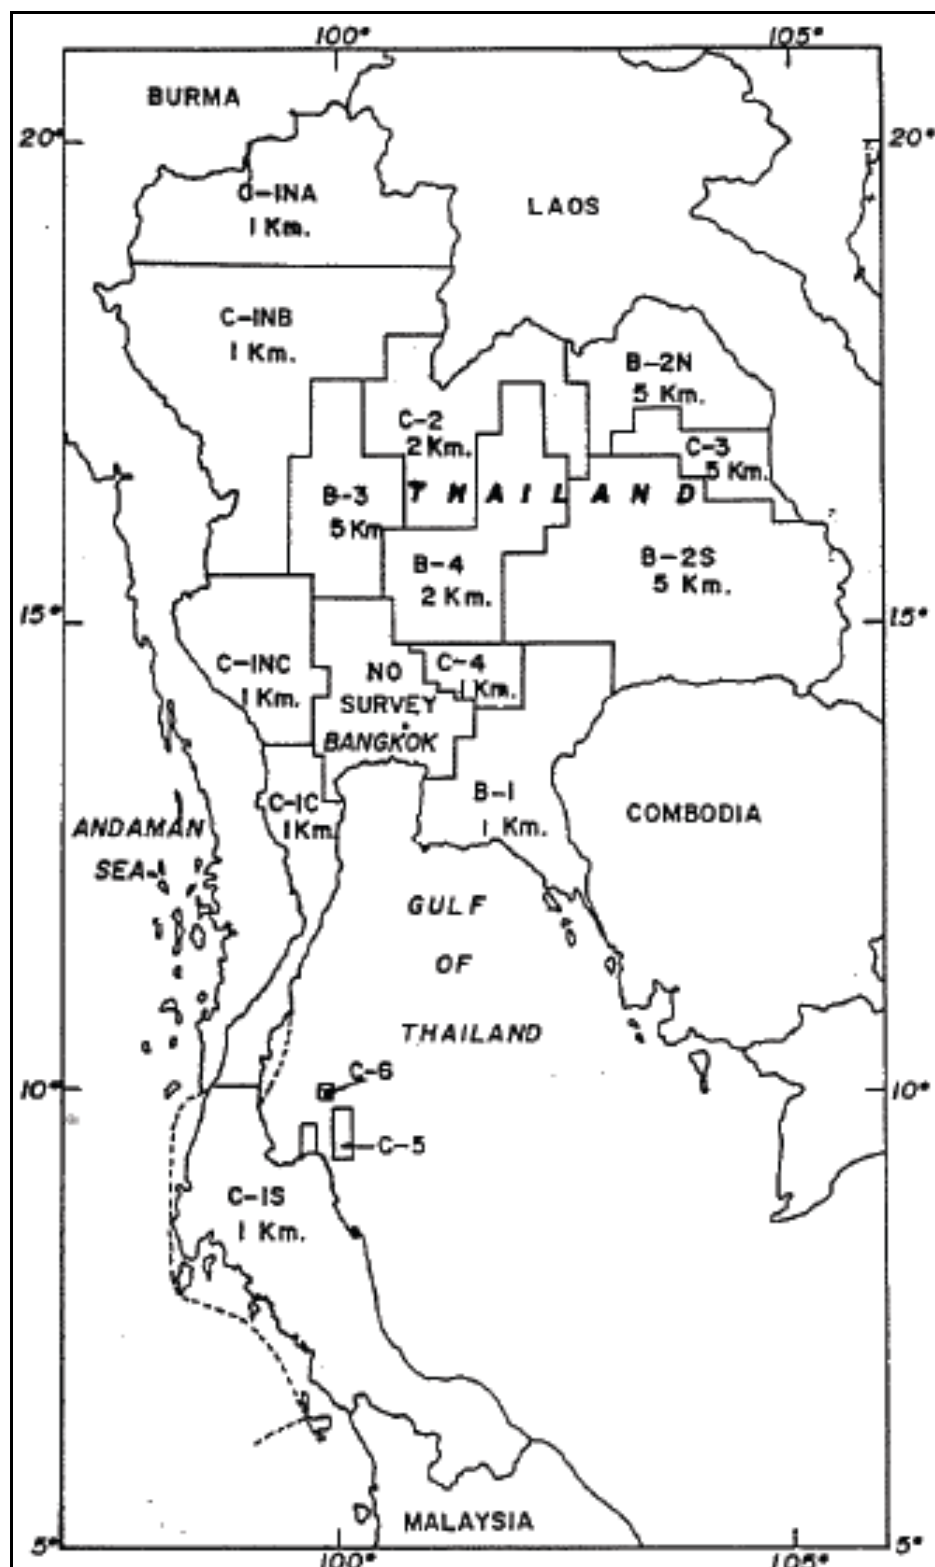 100°
105°
BURMA
20°
20°
C-INA
1 Km.
LAOS
C-INB
1 Km.
B-2N
5 Km.
C-2
2 Km.
C-3
5 Km.
THAILAND
B-3
5 Km
B-4
2 Km.
B-2S
5 Km.
15°
15°
C-INC
1 Km.
NO
SURVEY
BANGKOK
C-4
1 Km.
C-IC
1 Km.
B-1
1 Km.
COMBODIA
ANDAMAN
SEA
GULF
OF
THAILAND
C-6
10°
10°
C-5
C-IS
1 Km.
MALAYSIA
5°
5°
100°
105°